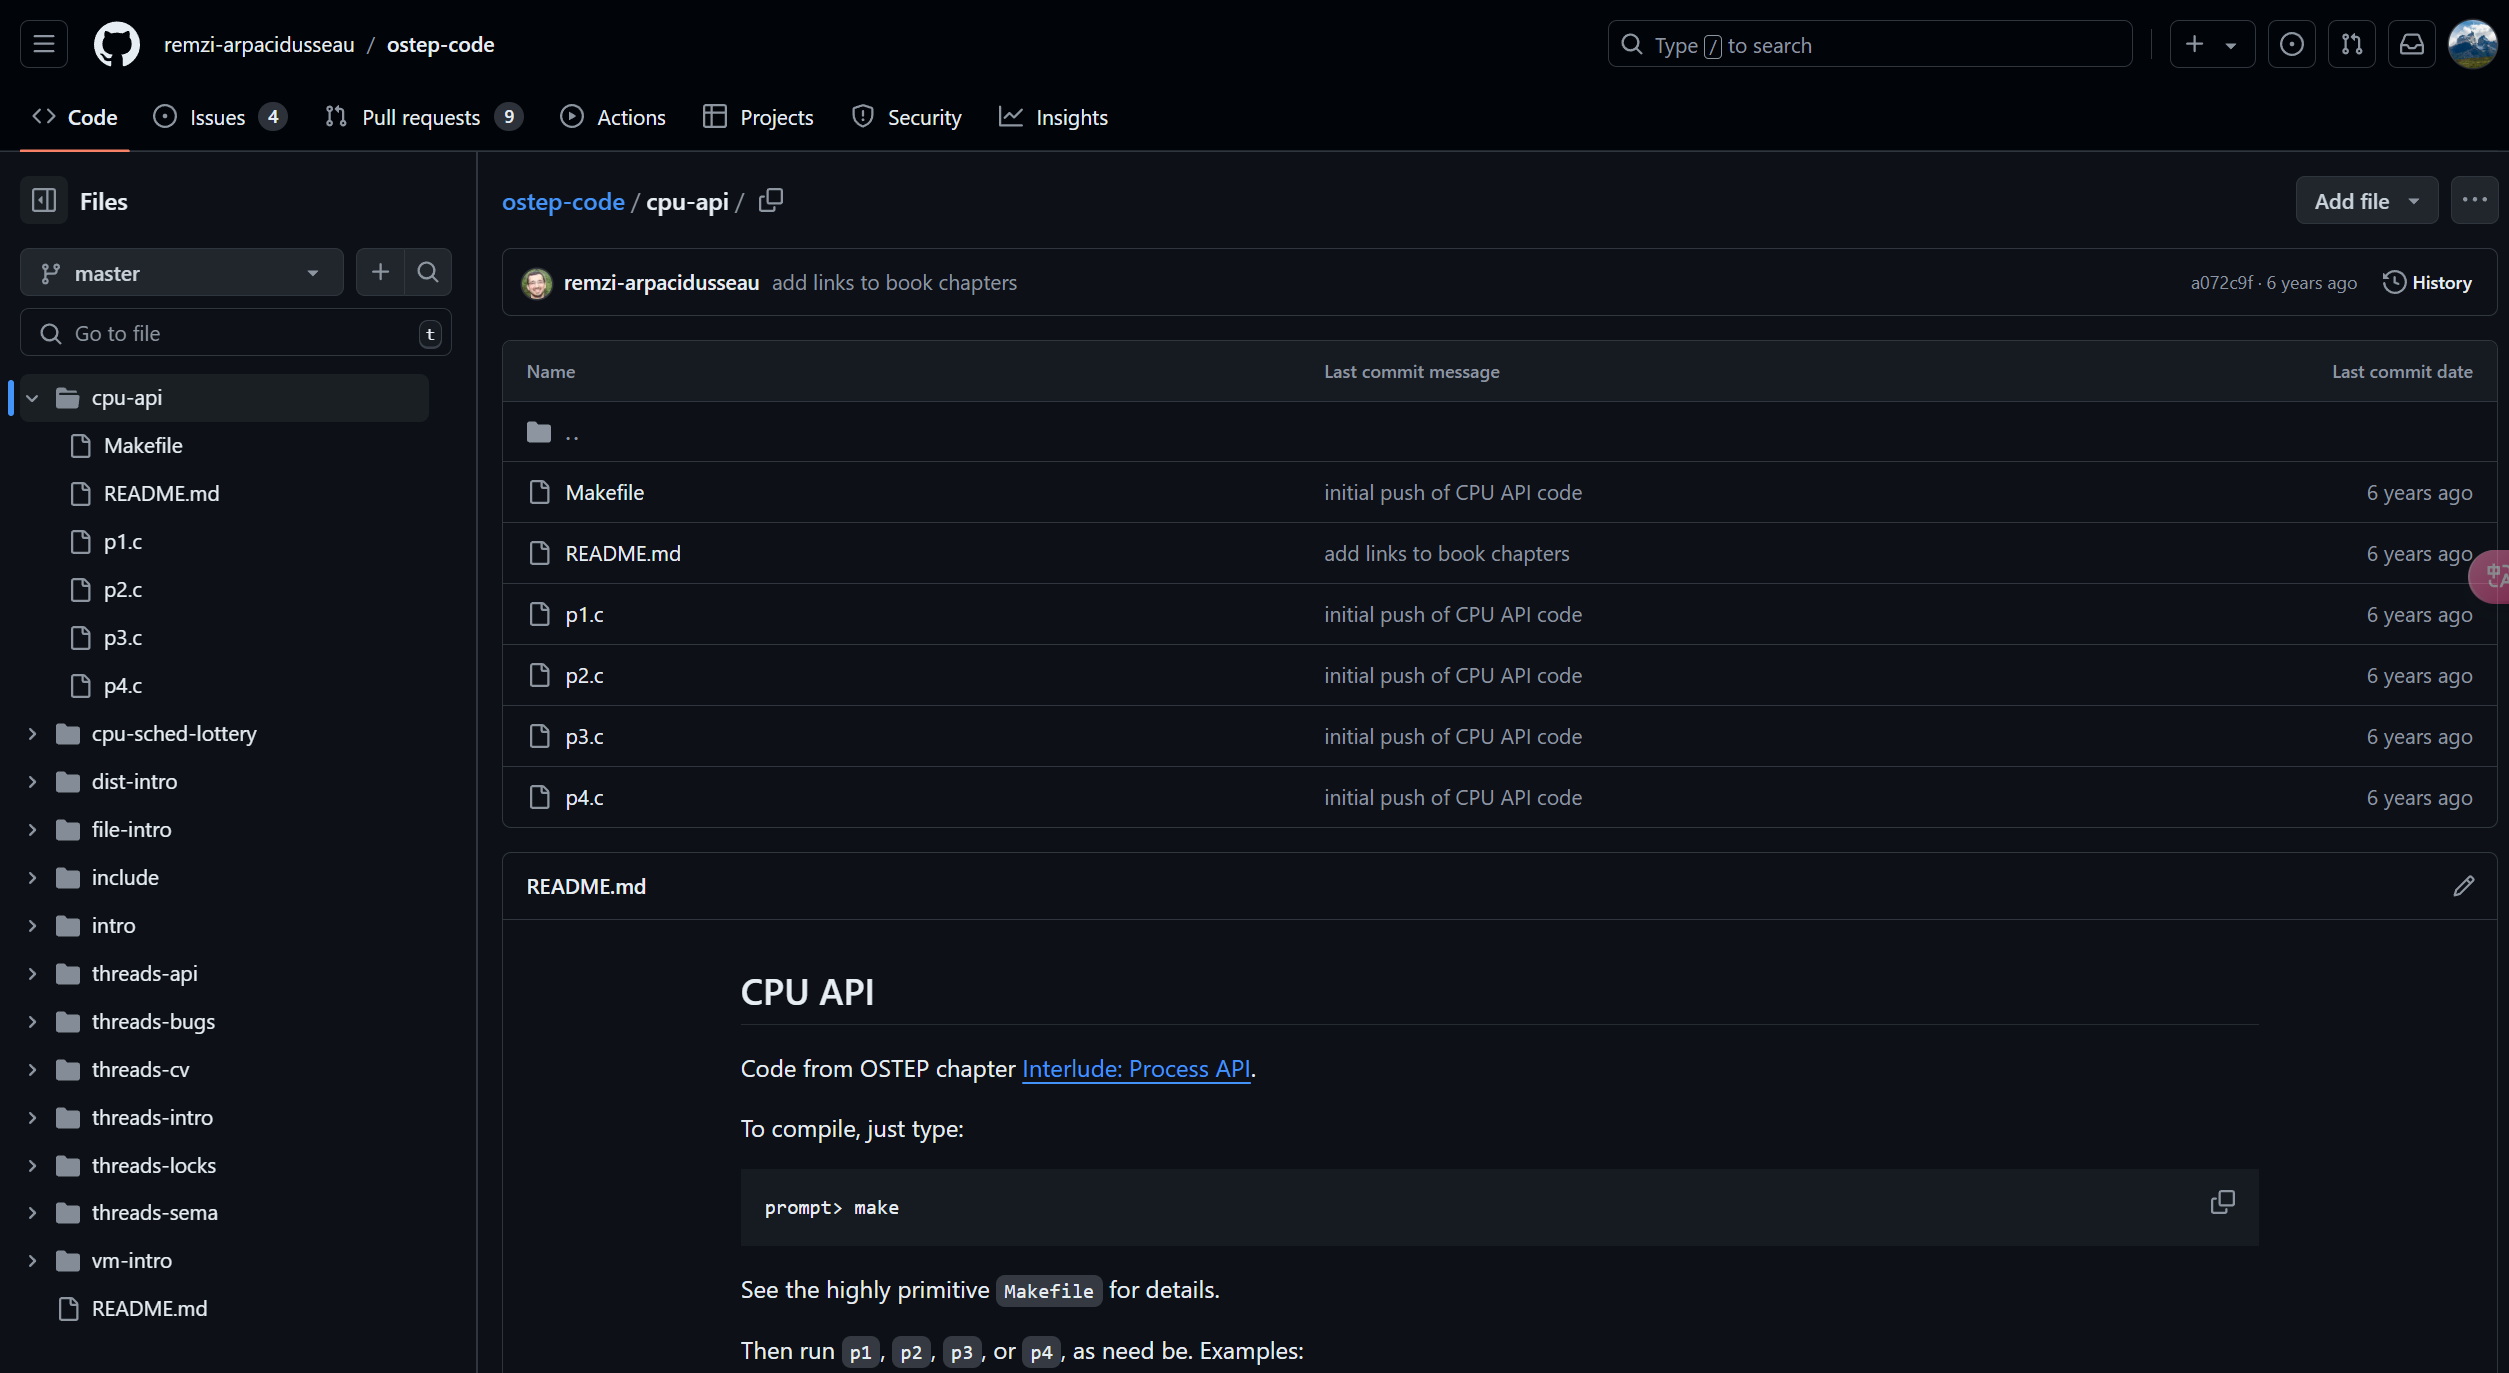 remzi-arpacidusseau / ostep-code
Type / to search
Code
Issues 4
Pull requests 9
Actions
Projects
Security
Insights
Files
master
Go to file t
cpu-api
Makefile
README.md
p1.c
p2.c
p3.c
p4.c
cpu-sched-lottery
dist-intro
file-intro
include
intro
threads-api
threads-bugs
threads-cv
threads-intro
threads-locks
threads-sema
vm-intro
README.md
ostep-code / cpu-api /
Add file
remzi-arpacidusseau add links to book chapters
a072c9f · 6 years ago
History
Name Last commit message Last commit date
..
Makefile initial push of CPU API code 6 years ago
README.md add links to book chapters 6 years ago
p1.c initial push of CPU API code 6 years ago
p2.c initial push of CPU API code 6 years ago
p3.c initial push of CPU API code 6 years ago
p4.c initial push of CPU API code 6 years ago
README.md
CPU API
Code from OSTEP chapter Interlude: Process API.
To compile, just type:
prompt> make
See the highly primitive Makefile for details.
Then run p1, p2, p3, or p4, as need be. Examples: